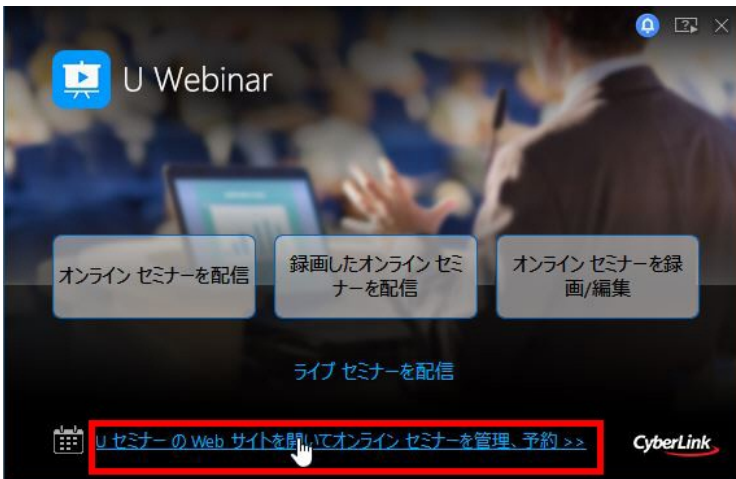 U Webinar
オンライン セミナーを配信
録画したオンライン セミ
ナーを配信
オンライン セミナーを録
画/編集
ライブ セミナーを配信
U セミナー の Web サイトを開いてオンライン セミナーを管理、予約 >>
CyberLink